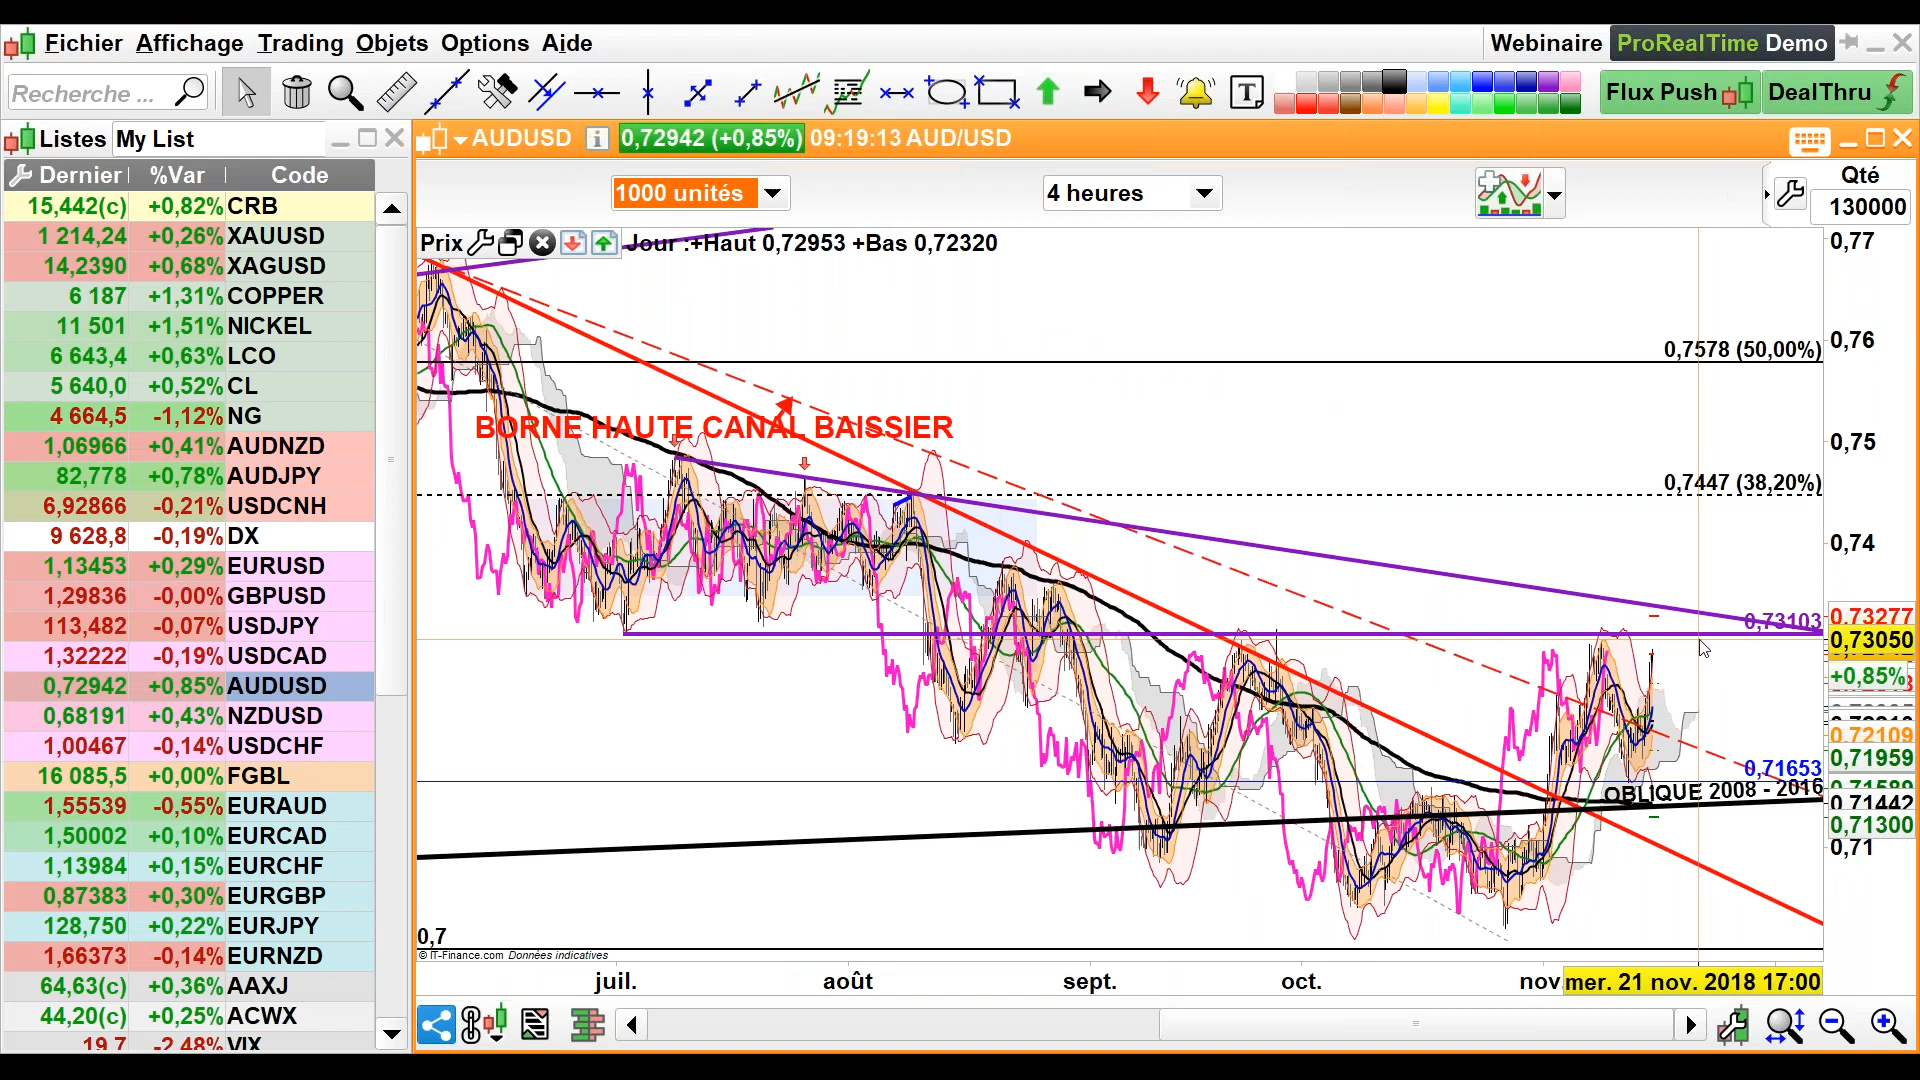 Fichier Affichage Trading Objets Options Aide
Webinaire ProRealTime Demo
Recherche ...
T
Flux Push DealThru
Listes My List
AUDUSD 0,72942 (+0,85%) 09:19:13 AUD/USD
Dernier %Var Code
15,442(c) +0,82% CRB
1 214,24 +0,26% XAUUSD
14,2390 +0,68% XAGUSD
6 187 +1,31% COPPER
11 501 +1,51% NICKEL
6 643,4 +0,63% LCO
5 640,0 +0,52% CL
4 664,5 -1,12% NG
1,06966 +0,41% AUDNZD
82,778 +0,78% AUDJPY
6,92866 -0,21% USDCNH
9 628,8 -0,19% DX
1,13453 +0,29% EURUSD
1,29836 -0,00% GBPUSD
113,482 -0,07% USDJPY
1,32222 -0,19% USDCAD
0,72942 +0,85% AUDUSD
0,68191 +0,43% NZDUSD
1,00467 -0,14% USDCHF
16 085,5 +0,00% FGBL
1,55539 -0,55% EURAUD
1,50002 +0,10% EURCAD
1,13984 +0,15% EURCHF
0,87383 +0,30% EURGBP
128,750 +0,22% EURJPY
1,66373 -0,14% EURNZD
64,63(c) +0,36% AAXJ
44,20(c) +0,25% ACWX
19,7 -2,48% VIX
1000 unités
4 heures
Qté
130000
Prix
Jour :+Haut 0,72953 +Bas 0,72320
0,77
0,7578 (50,00%)
0,76
BORNE HAUTE CANAL BAISSIER
0,75
0,7447 (38,20%)
0,74
0,73103
0,73277
0,73050
+0,85%
0,72109
0,71959
0,71653
OBLIQUE 2008 - 2016
0,71442
0,71300
0,71
0,7
© IT-Finance.com Données indicatives
juil. août sept. oct. nov. mer. 21 nov. 2018 17:00